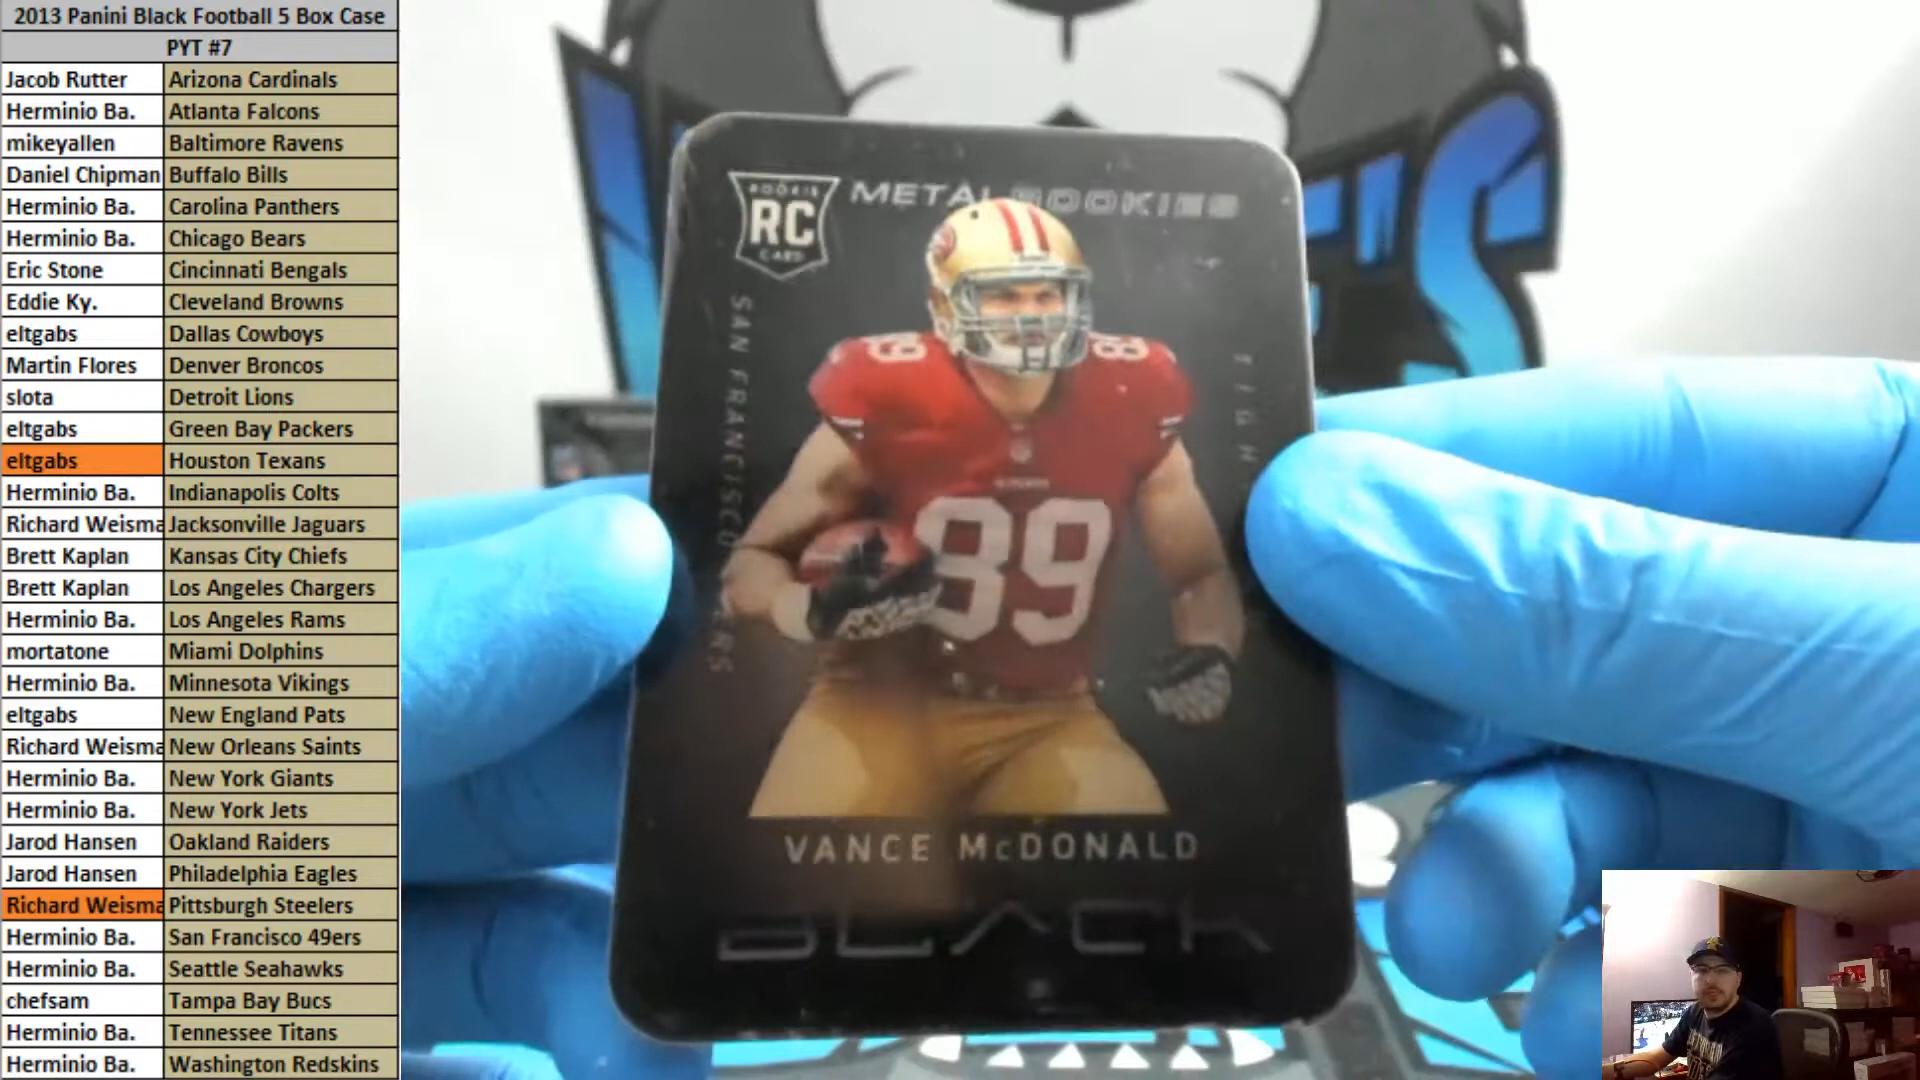 2013 Panini Black Football 5 Box Case
PYT #7
Jacob Rutter Arizona Cardinals
Herminio Ba. Atlanta Falcons
mikeyallen Baltimore Ravens
Daniel Chipman Buffalo Bills
Herminio Ba. Carolina Panthers
Herminio Ba. Chicago Bears
Eric Stone Cincinnati Bengals
Eddie Ky. Cleveland Browns
eltgabs Dallas Cowboys
Martin Flores Denver Broncos
slota Detroit Lions
eltgabs Green Bay Packers
eltgabs Houston Texans
Herminio Ba. Indianapolis Colts
Richard Weisma Jacksonville Jaguars
Brett Kaplan Kansas City Chiefs
Brett Kaplan Los Angeles Chargers
Herminio Ba. Los Angeles Rams
mortatone Miami Dolphins
Herminio Ba. Minnesota Vikings
eltgabs New England Pats
Richard Weisma New Orleans Saints
Herminio Ba. New York Giants
Herminio Ba. New York Jets
Jarod Hansen Oakland Raiders
Jarod Hansen Philadelphia Eagles
Richard Weisma Pittsburgh Steelers
Herminio Ba. San Francisco 49ers
Herminio Ba. Seattle Seahawks
chefsam Tampa Bay Bucs
Herminio Ba. Tennessee Titans
Herminio Ba. Washington Redskins
ROOKIE
RC
CARD
METAL ROOKIES
SAN FRANCISCO
TIGH
89
89
89
VANCE McDONALD
BLACK
'S